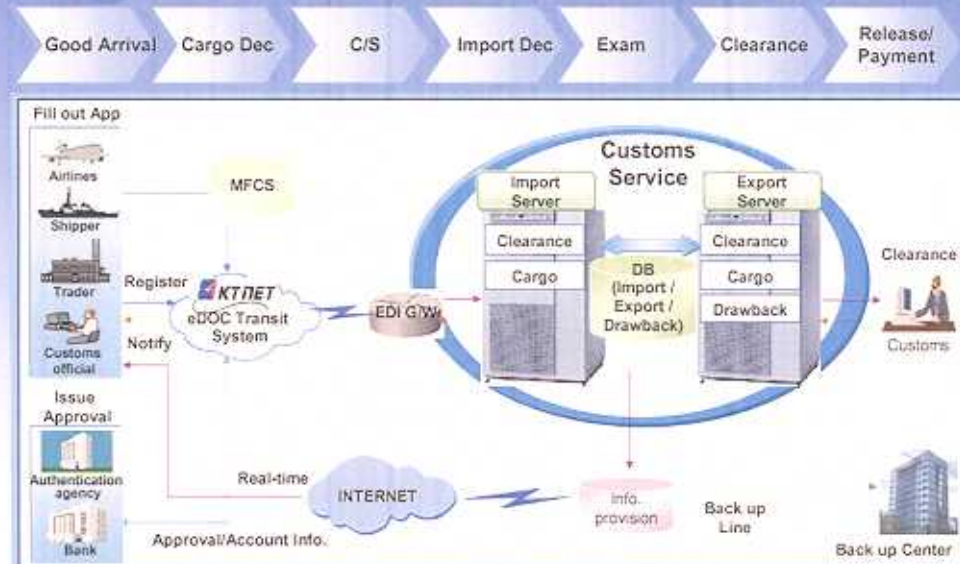 Good Arrival
Cargo Dec
C/S
Import Dec
Exam
Clearance
Release/
Payment
Fill out App
Airlines
Shipper
Trader
Customs
official
Issue
Approval
Authentication
agency
Bank
MFCS
Register
Notify
KTNET
eDOC Transit
System
EDI G/W
Customs
Service
Import
Server
Clearance
Cargo
DB
(Import /
Export /
Drawback)
Export
Server
Clearance
Cargo
Drawback
Clearance
Customs
Real-time
INTERNET
Approval/Account Info.
Info.
provision
Back up
Line
Back up Center